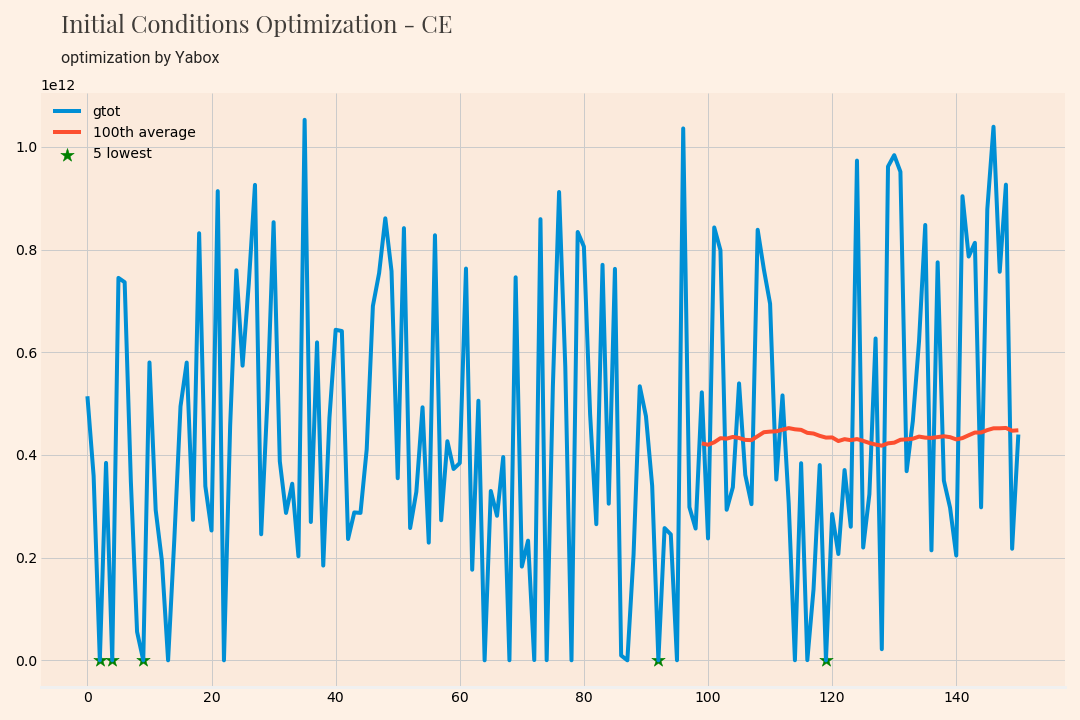 Initial Conditions Optimization - CE
optimization by Yabox
1e12
gtot
100th average
5 lowest
1.0
0.8
0.6
0.4
0.2
0.0
0 20 40 60 80 100 120 140